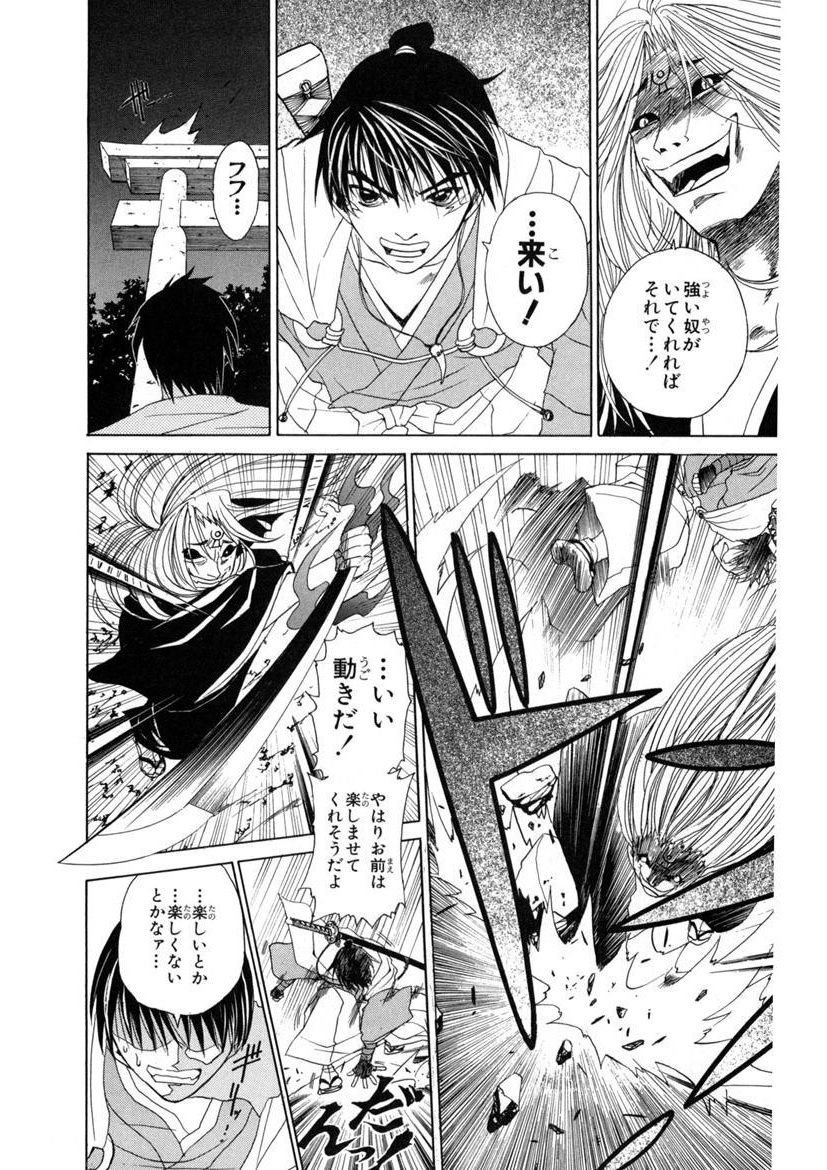 強い奴が
いてくれれば
それで…！
…来い！
フフ…
…いい
動きだ！
やはりお前は
楽しませて
くれそうだよ
だんっ！
…楽しいとか
…楽しくない
とかなァ…